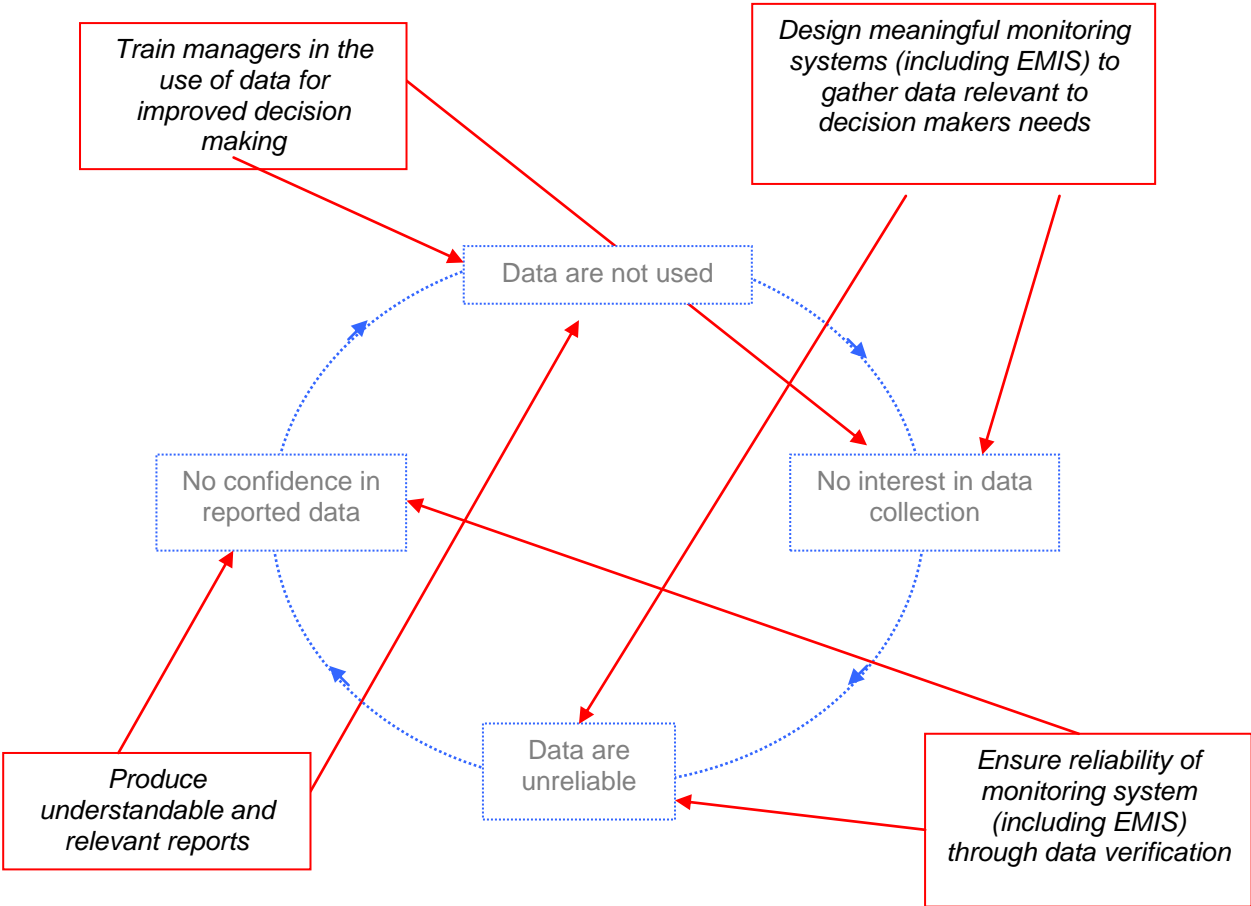 Train managers in the
use of data for
improved decision
making
Design meaningful monitoring
systems (including EMIS) to
gather data relevant to
decision makers needs
Data are not used
No confidence in
reported data
No interest in data
collection
Data are
unreliable
Produce
understandable and
relevant reports
Ensure reliability of
monitoring system
(including EMIS)
through data verification